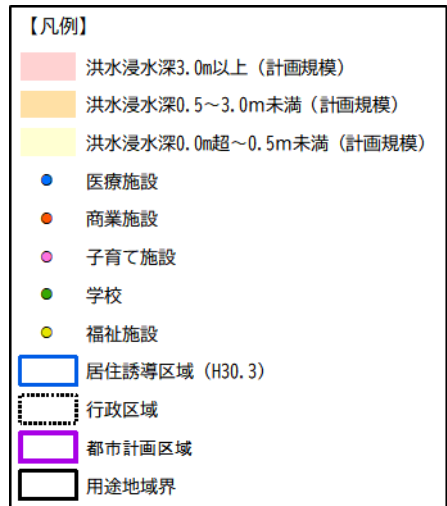 【凡例】
洪水浸水深3.0m以上（計画規模）
洪水浸水深0.5～3.0m未満（計画規模）
洪水浸水深0.0m超～0.5m未満（計画規模）
医療施設
商業施設
子育て施設
学校
福祉施設
居住誘導区域（H30.3）
行政区域
都市計画区域
用途地域界